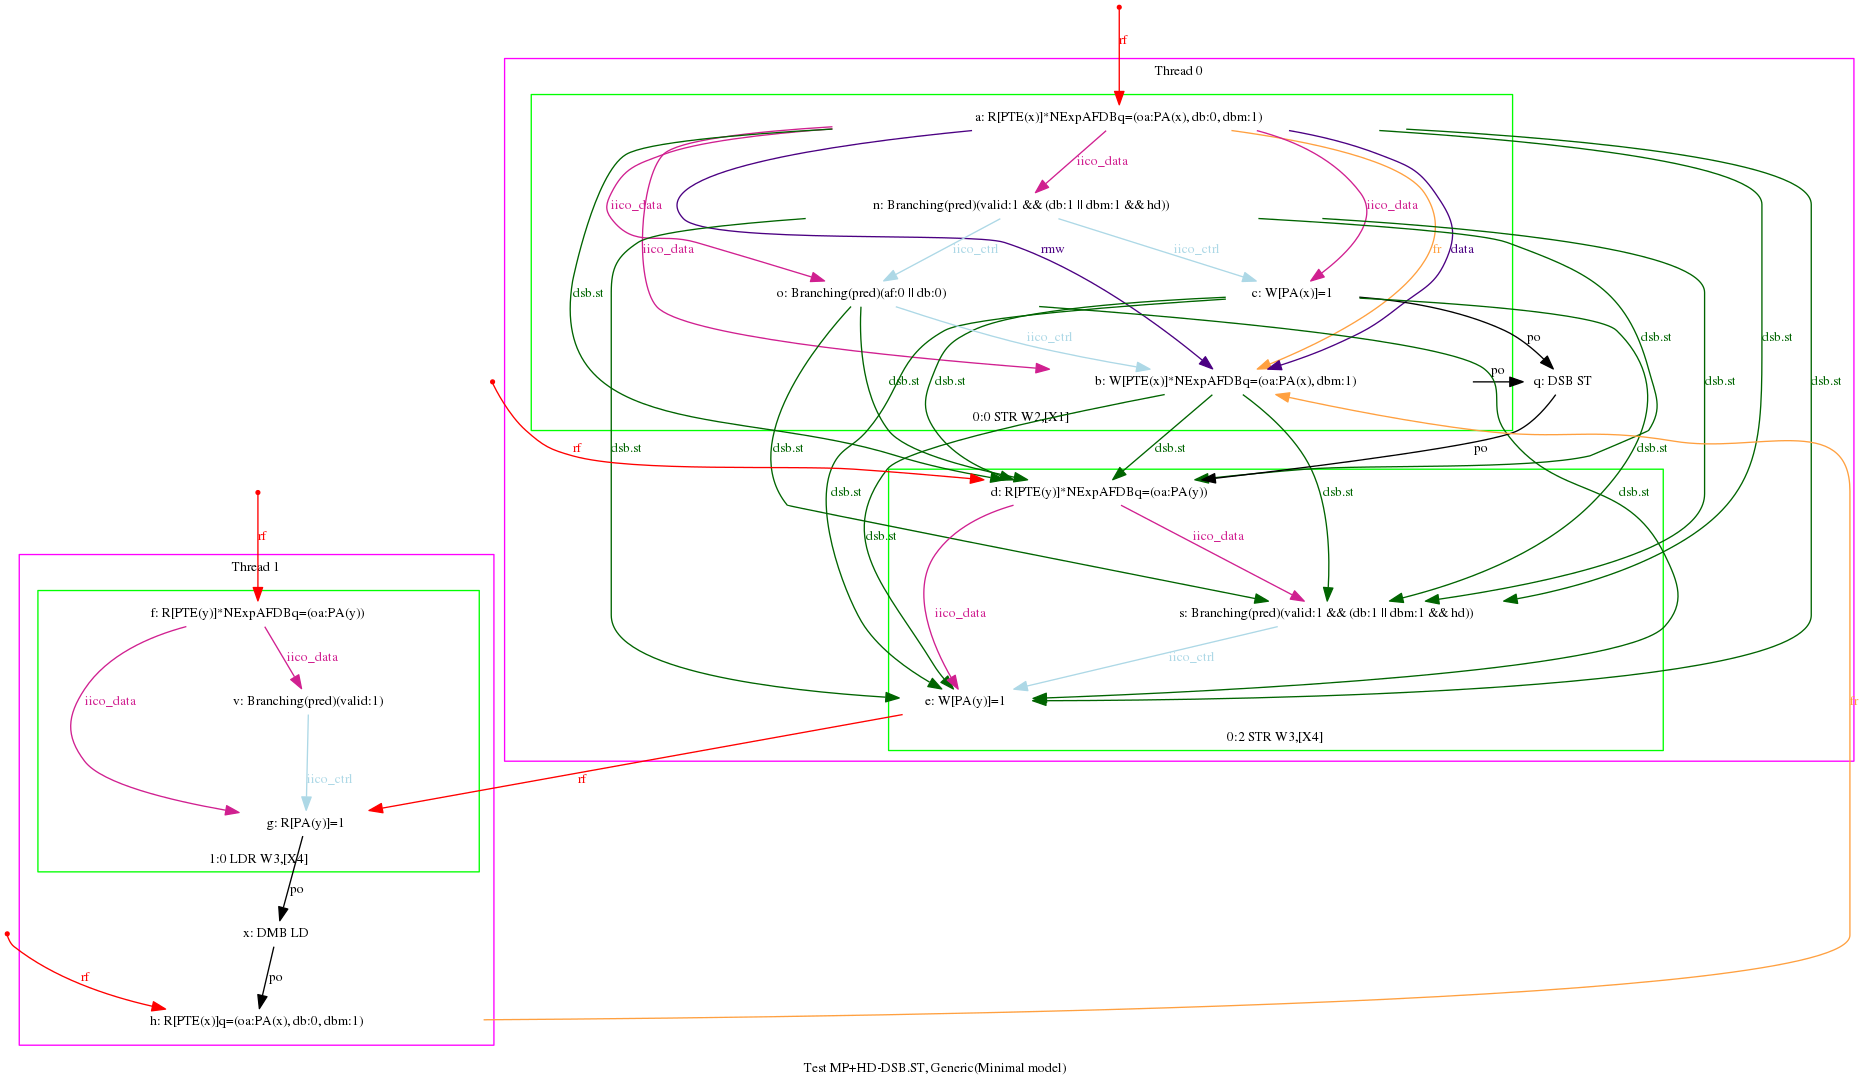 rf
Thread 0
a: R[PTE(x)]*NExpAFDBq=(oa:PA(x), db:0, dbm:1)
iico_data
n: Branching(pred)(valid:1 && (db:1 || dbm:1 && hd))
iico_data
iico_data
iico_data
iico_ctrl
rmw
iico_ctrl
fr
data
o: Branching(pred)(af:0 || db:0)
c: W[PA(x)]=1
dsb.st
iico_ctrl
po
dsb.st
dsb.st
b: W[PTE(x)]*NExpAFDBq=(oa:PA(x), dbm:1)
po
q: DSB ST
dsb.st
dsb.st
dsb.st
dsb.st
0:0 STR W2,[X1]
rf
dsb.st
dsb.st
dsb.st
po
dsb.st
d: R[PTE(y)]*NExpAFDBq=(oa:PA(y))
dsb.st
dsb.st
dsb.st
rf
dsb.st
iico_data
Thread 1
f: R[PTE(y)]*NExpAFDBq=(oa:PA(y))
iico_data
s: Branching(pred)(valid:1 && (db:1 || dbm:1 && hd))
iico_data
iico_ctrl
iico_data
v: Branching(pred)(valid:1)
e: W[PA(y)]=1
fr
0:2 STR W3,[X4]
iico_ctrl
rf
g: R[PA(y)]=1
1:0 LDR W3,[X4]
po
x: DMB LD
rf
po
h: R[PTE(x)]q=(oa:PA(x), db:0, dbm:1)
Test MP+HD-DSB.ST, Generic(Minimal model)